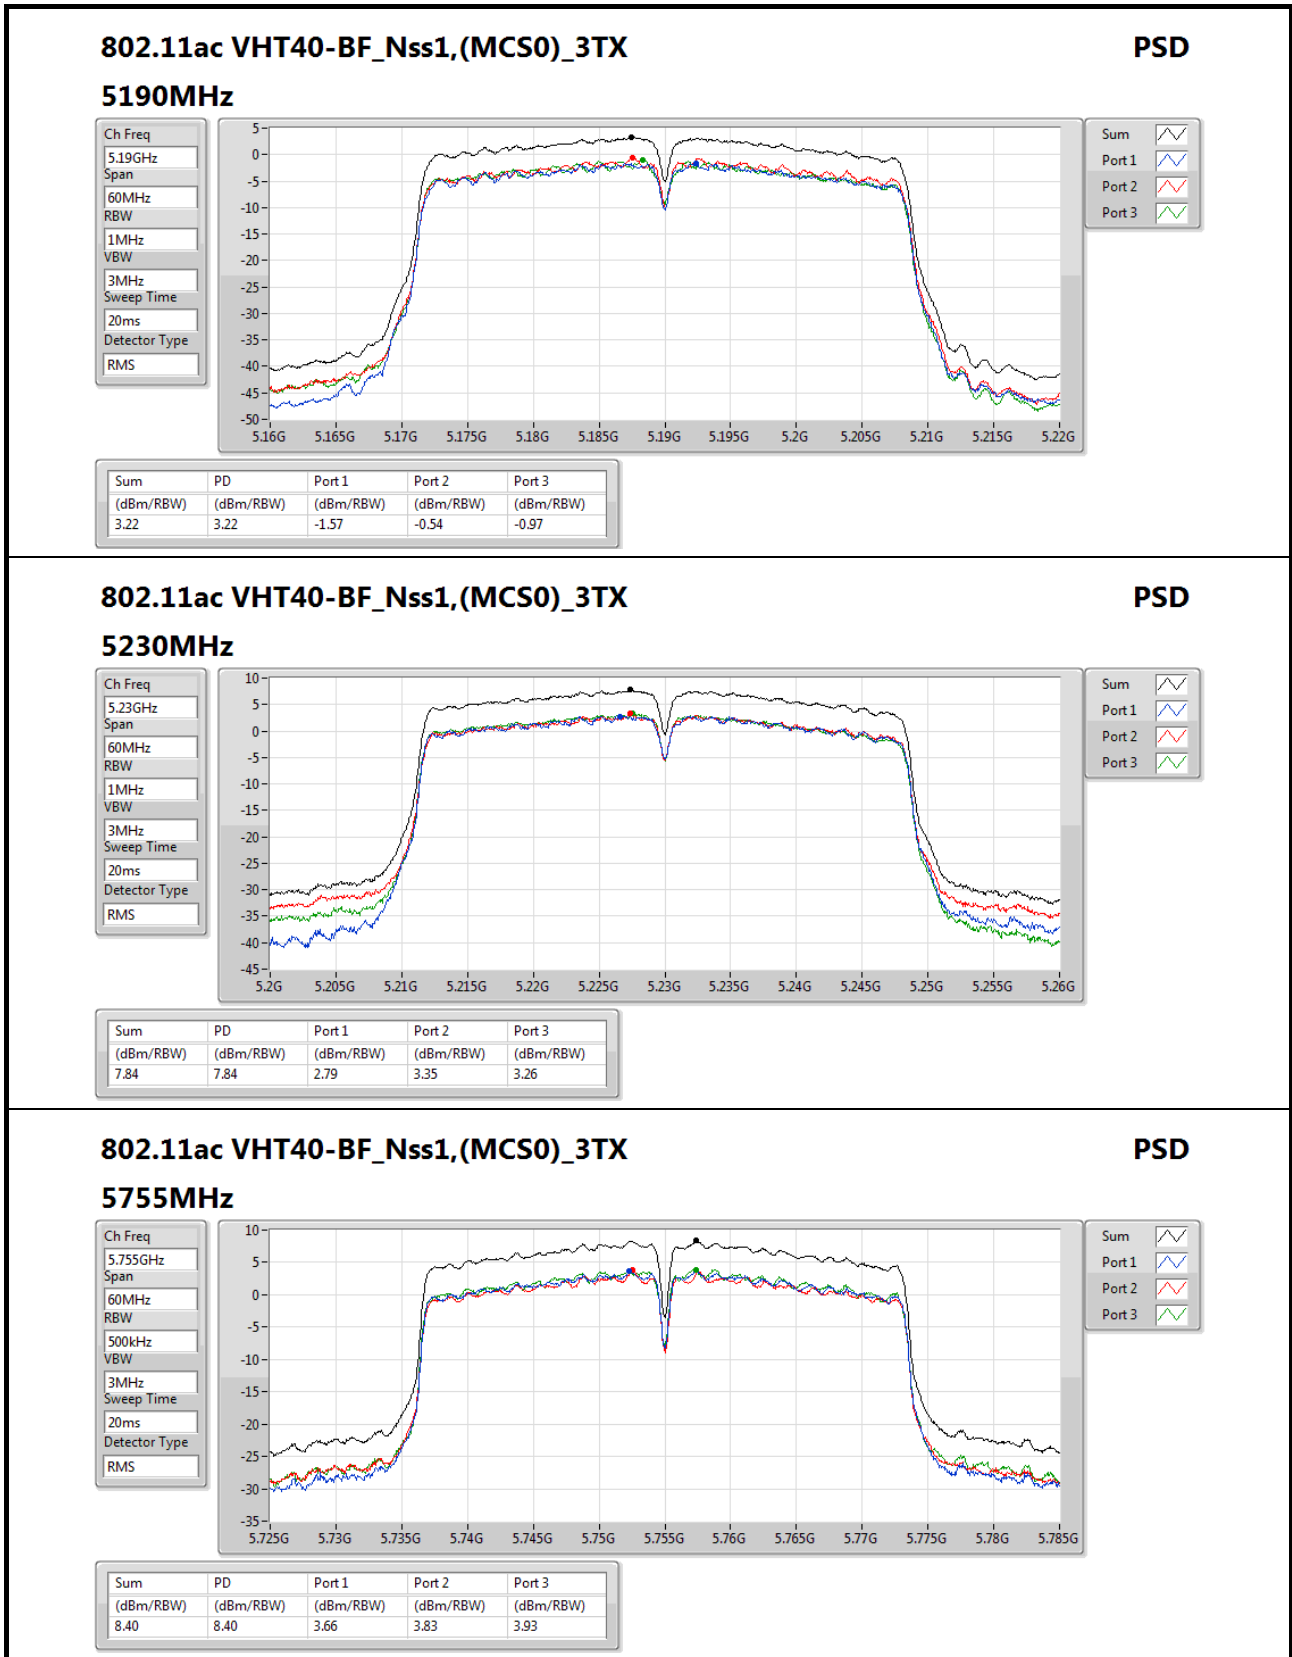 802.11ac VHT40-BF_Nss1,(MCS0)_3TX PSD
5190MHz
Ch Freq
5.19GHz
Span
60MHz
RBW
1MHz
VBW
3MHz
Sweep Time
20ms
Detector Type
RMS
5
0
-5
-10
-15
-20
-25
-30
-35
-40
-45
-50
5.16G 5.165G 5.17G 5.175G 5.18G 5.185G 5.19G 5.195G 5.2G 5.205G 5.21G 5.215G 5.22G
Sum
Port 1
Port 2
Port 3
Sum PD Port 1 Port 2 Port 3
(dBm/RBW) (dBm/RBW) (dBm/RBW) (dBm/RBW) (dBm/RBW)
3.22 3.22 -1.57 -0.54 -0.97
802.11ac VHT40-BF_Nss1,(MCS0)_3TX PSD
5230MHz
Ch Freq
5.23GHz
Span
60MHz
RBW
1MHz
VBW
3MHz
Sweep Time
20ms
Detector Type
RMS
10
5
0
-5
-10
-15
-20
-25
-30
-35
-40
-45
5.2G 5.205G 5.21G 5.215G 5.22G 5.225G 5.23G 5.235G 5.24G 5.245G 5.25G 5.255G 5.26G
Sum
Port 1
Port 2
Port 3
Sum PD Port 1 Port 2 Port 3
(dBm/RBW) (dBm/RBW) (dBm/RBW) (dBm/RBW) (dBm/RBW)
7.84 7.84 2.79 3.35 3.26
802.11ac VHT40-BF_Nss1,(MCS0)_3TX PSD
5755MHz
Ch Freq
5.755GHz
Span
60MHz
RBW
500kHz
VBW
3MHz
Sweep Time
20ms
Detector Type
RMS
10
5
0
-5
-10
-15
-20
-25
-30
-35
5.725G 5.73G 5.735G 5.74G 5.745G 5.75G 5.755G 5.76G 5.765G 5.77G 5.775G 5.78G 5.785G
Sum
Port 1
Port 2
Port 3
Sum PD Port 1 Port 2 Port 3
(dBm/RBW) (dBm/RBW) (dBm/RBW) (dBm/RBW) (dBm/RBW)
8.40 8.40 3.66 3.83 3.93